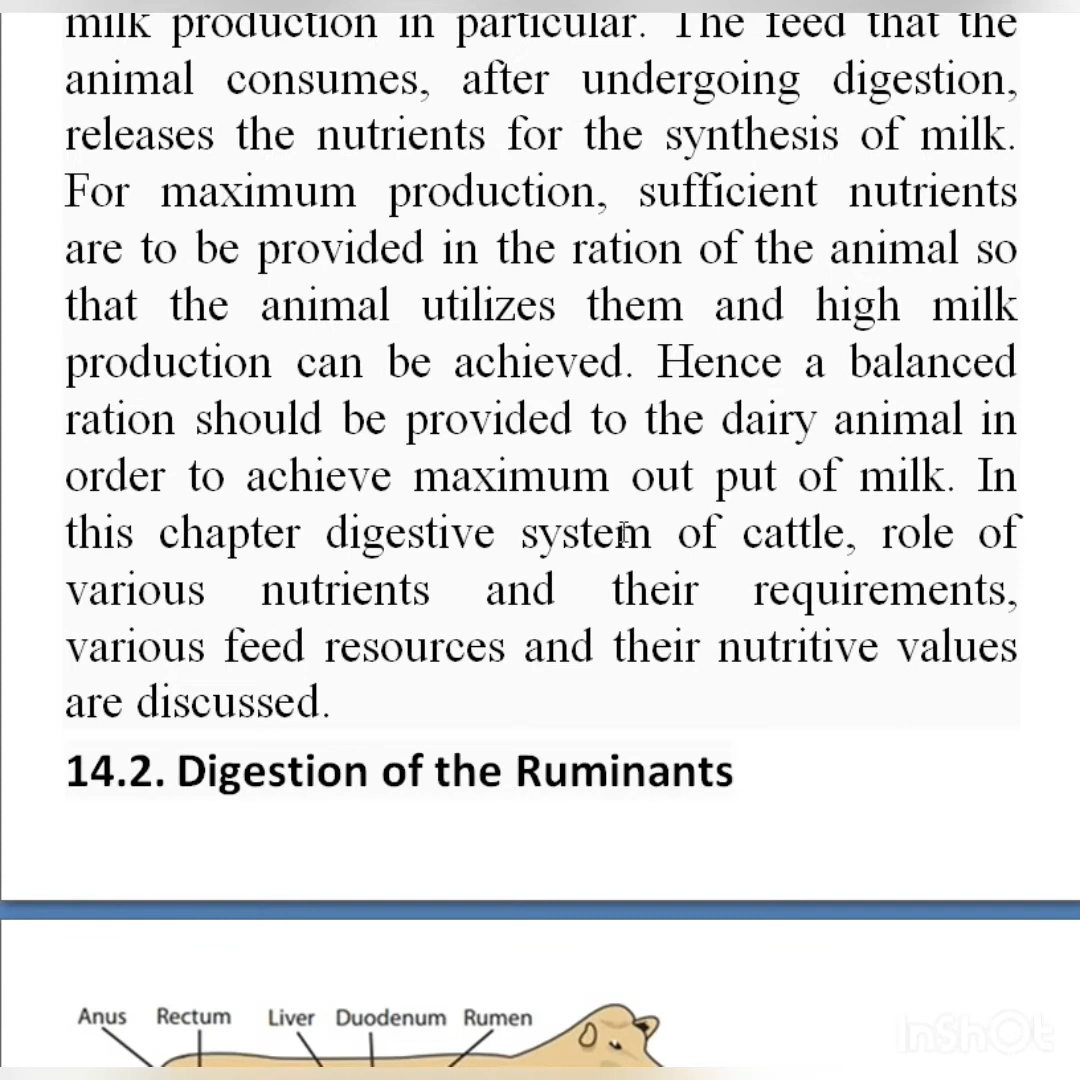 milk production in particular. The feed that the
animal consumes, after undergoing digestion,
releases the nutrients for the synthesis of milk.
For maximum production, sufficient nutrients
are to be provided in the ration of the animal so
that the animal utilizes them and high milk
production can be achieved. Hence a balanced
ration should be provided to the dairy animal in
order to achieve maximum out put of milk. In
this chapter digestive system of cattle, role of
various nutrients and their requirements,
various feed resources and their nutritive values
are discussed.
14.2. Digestion of the Ruminants
Anus Rectum Liver Duodenum Rumen
InShOt